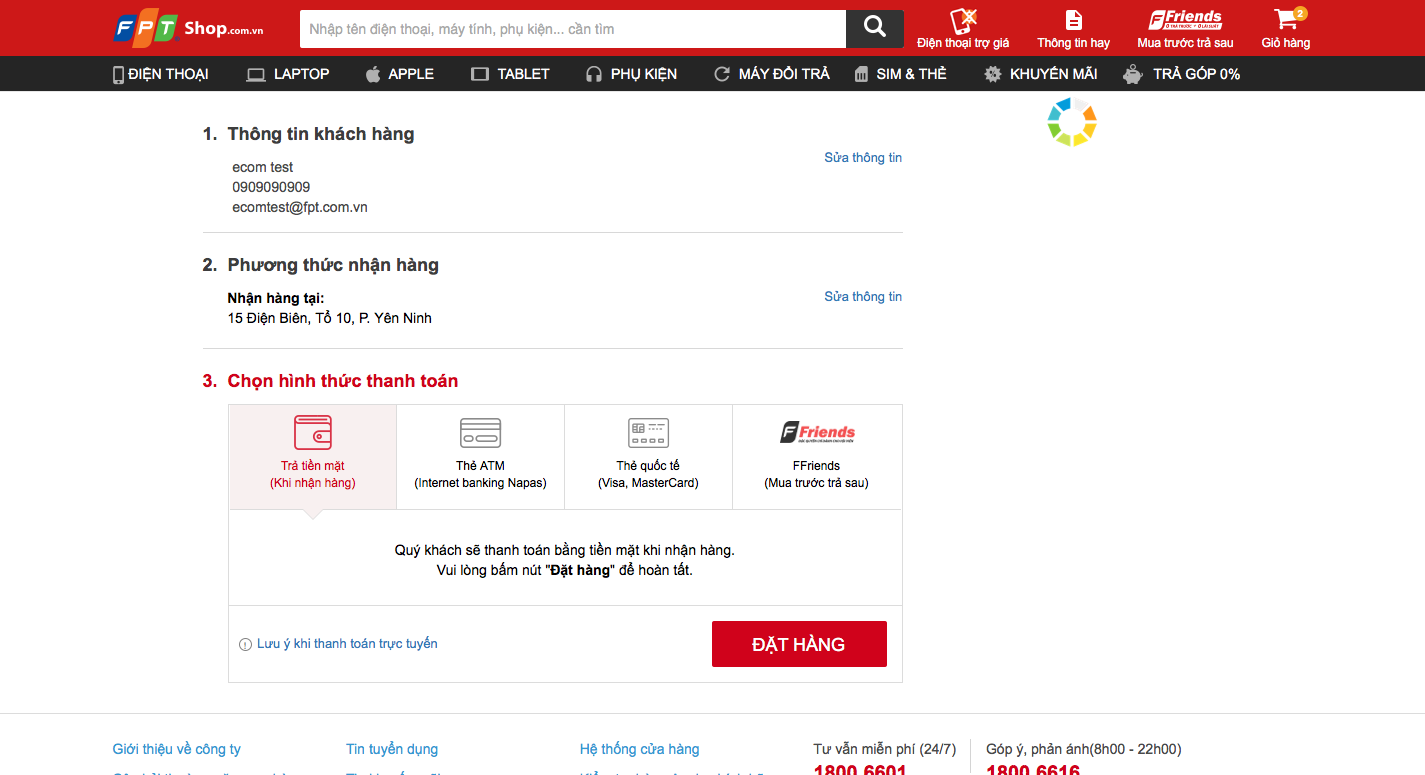 FPT Shop.com.vn
Nhập tên điện thoại, máy tính, phụ kiện... cần tìm
Điện thoại trợ giá
Thông tin hay
FFriends
Mua trước trả sau
2
Giỏ hàng
ĐIỆN THOẠI
LAPTOP
APPLE
TABLET
PHỤ KIỆN
MÁY ĐỔI TRẢ
SIM & THẺ
KHUYẾN MÃI
TRẢ GÓP 0%
1. Thông tin khách hàng
Sửa thông tin
ecom test
0909090909
ecomtest@fpt.com.vn
2. Phương thức nhận hàng
Nhận hàng tại:
Sửa thông tin
15 Điện Biên, Tổ 10, P. Yên Ninh
3. Chọn hình thức thanh toán
Trả tiền mặt
(Khi nhận hàng)
Thẻ ATM
(Internet banking Napas)
Thẻ quốc tế
(Visa, MasterCard)
FFriends
FFriends
(Mua trước trả sau)
Quý khách sẽ thanh toán bằng tiền mặt khi nhận hàng.
Vui lòng bấm nút "Đặt hàng" để hoàn tất.
Lưu ý khi thanh toán trực tuyến
ĐẶT HÀNG
Giới thiệu về công ty
Tin tuyển dụng
Hệ thống cửa hàng
Tư vấn miễn phí (24/7)
Góp ý, phản ánh(8h00 - 22h00)
1800 6601
1800 6616